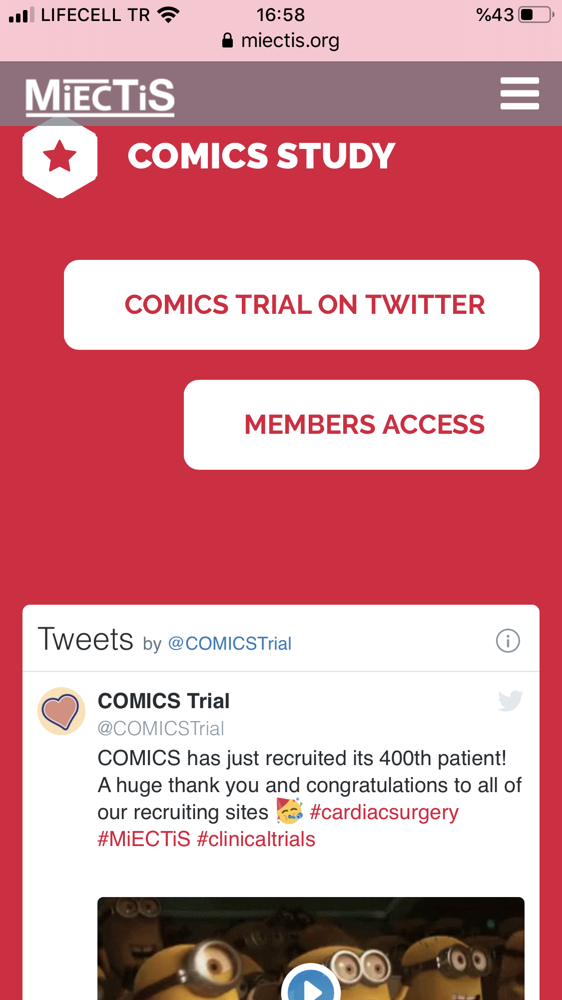 LIFECELL TR 16:58 %43
miectis.org
MiECTiS
COMICS STUDY
COMICS TRIAL ON TWITTER
MEMBERS ACCESS
Tweets by @COMICSTrial
COMICS Trial
@COMICSTrial
COMICS has just recruited its 400th patient!
A huge thank you and congratulations to all of
our recruiting sites 🥳 #cardiacsurgery
#MiECTiS #clinicaltrials